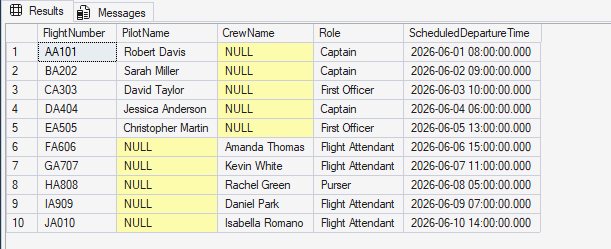 Results Messages
FlightNumber PilotName CrewName Role ScheduledDepartureTime
1 AA101 Robert Davis NULL Captain 2026-06-01 08:00:00.000
2 BA202 Sarah Miller NULL Captain 2026-06-02 09:00:00.000
3 CA303 David Taylor NULL First Officer 2026-06-03 10:00:00.000
4 DA404 Jessica Anderson NULL Captain 2026-06-04 06:00:00.000
5 EA505 Christopher Martin NULL First Officer 2026-06-05 13:00:00.000
6 FA606 NULL Amanda Thomas Flight Attendant 2026-06-06 15:00:00.000
7 GA707 NULL Kevin White Flight Attendant 2026-06-07 11:00:00.000
8 HA808 NULL Rachel Green Purser 2026-06-08 05:00:00.000
9 IA909 NULL Daniel Park Flight Attendant 2026-06-09 07:00:00.000
10 JA010 NULL Isabella Romano Flight Attendant 2026-06-10 14:00:00.000